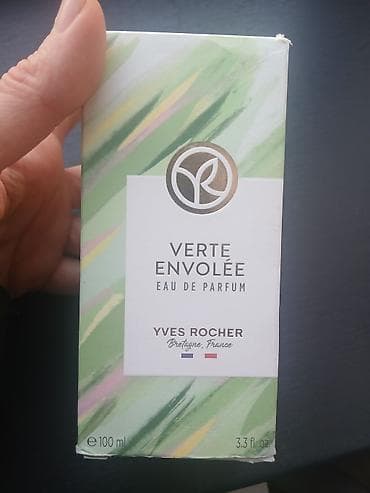 VERTE
ENVOLÉE
EAU DE PARFUM
YVES ROCHER
Bretagne, France
℮ 100 ml
3.3 fl. oz